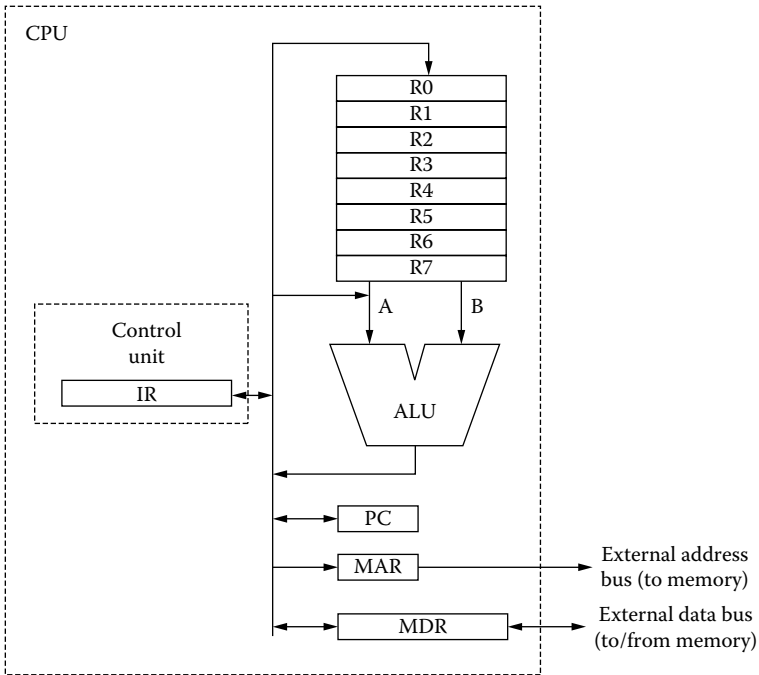 CPU
R0
R1
R2
R3
R4
R5
R6
R7
A
B
Control
unit
IR
ALU
PC
MAR
External address
bus (to memory)
MDR
External data bus
(to/from memory)